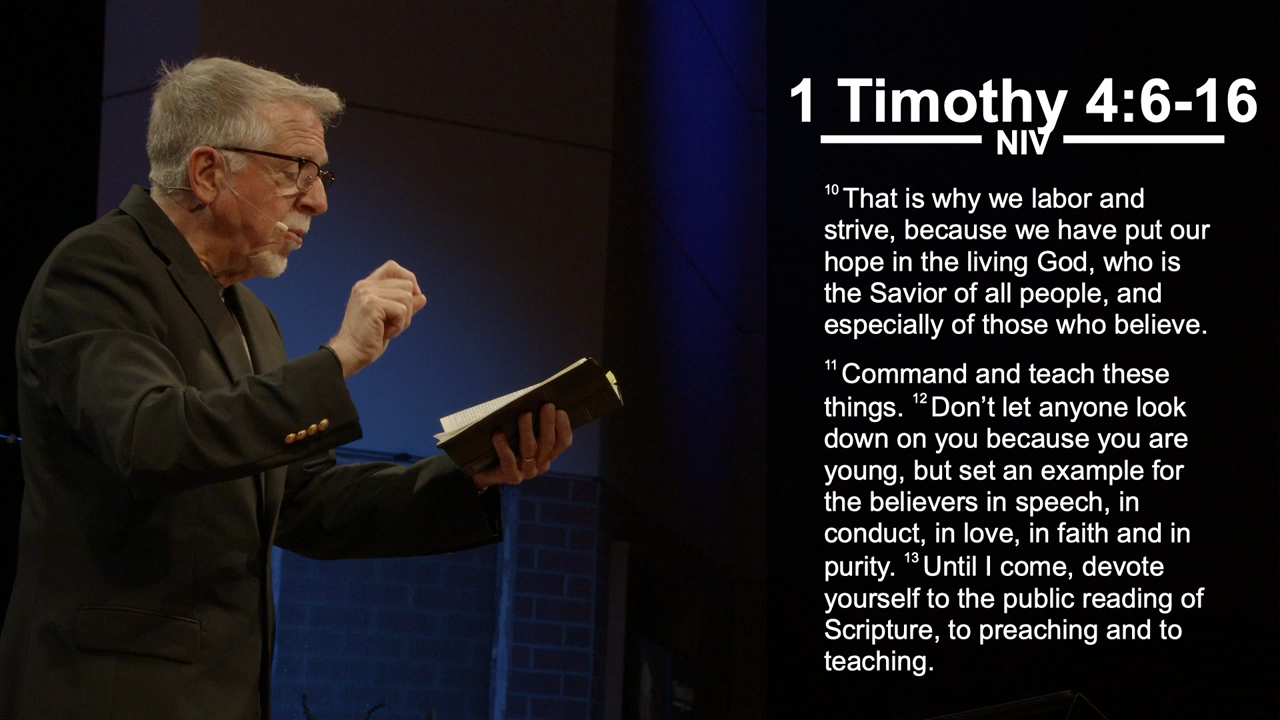 1 Timothy 4:6-16
NIV
10 That is why we labor and
strive, because we have put our
hope in the living God, who is
the Savior of all people, and
especially of those who believe.
11 Command and teach these
things. 12 Don’t let anyone look
down on you because you are
young, but set an example for
the believers in speech, in
conduct, in love, in faith and in
purity. 13 Until I come, devote
yourself to the public reading of
Scripture, to preaching and to
teaching.